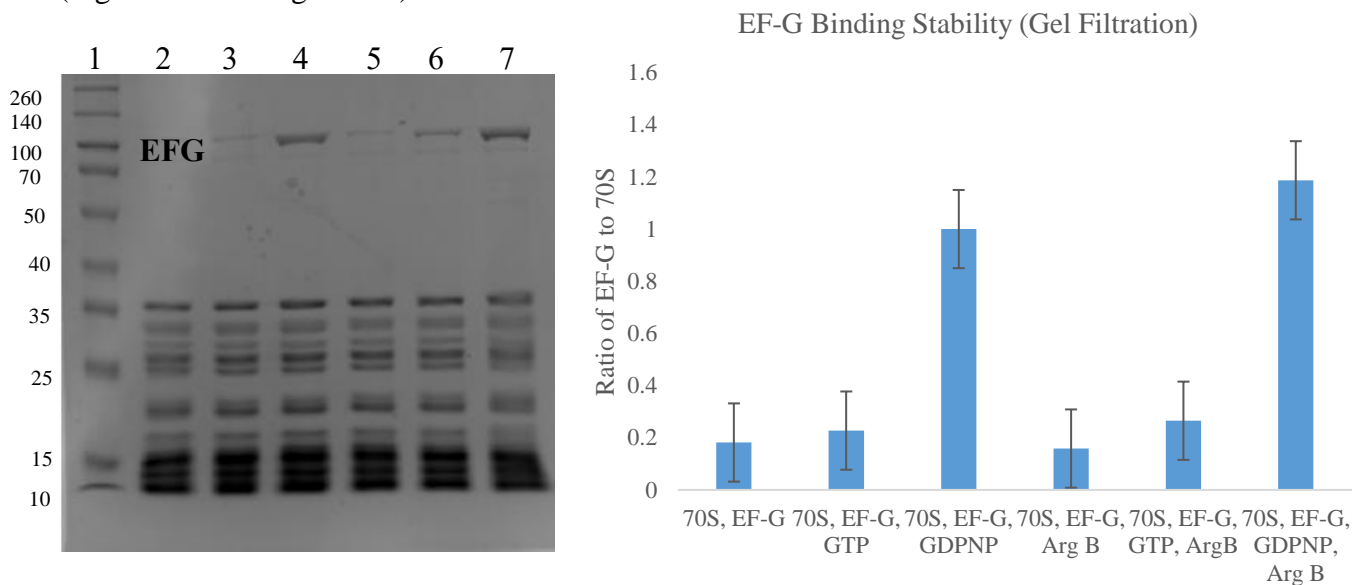 EF-G Binding Stability (Gel Filtration)
1 2 3 4 5 6 7
260
140
100
70
50
40
35
25
15
10
EFG
Ratio of EF-G to 70S
1.6
1.4
1.2
1
0.8
0.6
0.4
0.2
0
70S, EF-G
70S, EF-G,
GTP
70S, EF-G,
GDPNP
70S, EF-G,
Arg B
70S, EF-G,
GTP, ArgB
70S, EF-G,
GDPNP,
Arg B